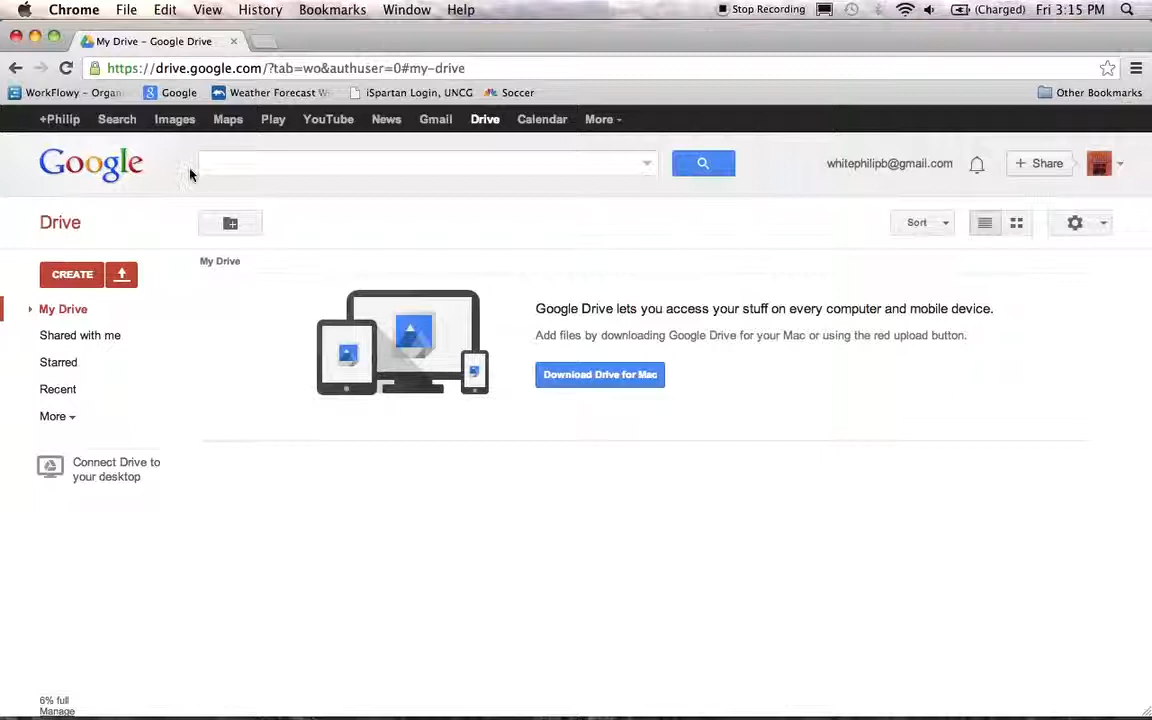 Chrome File Edit View History Bookmarks Window Help Stop Recording (Charged) Fri 3:15 PM
My Drive – Google Drive
https://drive.google.com/?tab=wo&authuser=0#my-drive
WorkFlowy – Organ Google Weather Forecast W iSpartan Login, UNCG Soccer Other Bookmarks
+Philip Search Images Maps Play YouTube News Gmail Drive Calendar More
Google whitephilipb@gmail.com + Share
Drive Sort
My Drive
CREATE
My Drive
Shared with me
Starred
Recent
More
Connect Drive to
your desktop
Google Drive lets you access your stuff on every computer and mobile device.
Add files by downloading Google Drive for your Mac or using the red upload button.
Download Drive for Mac
6% full
Manage